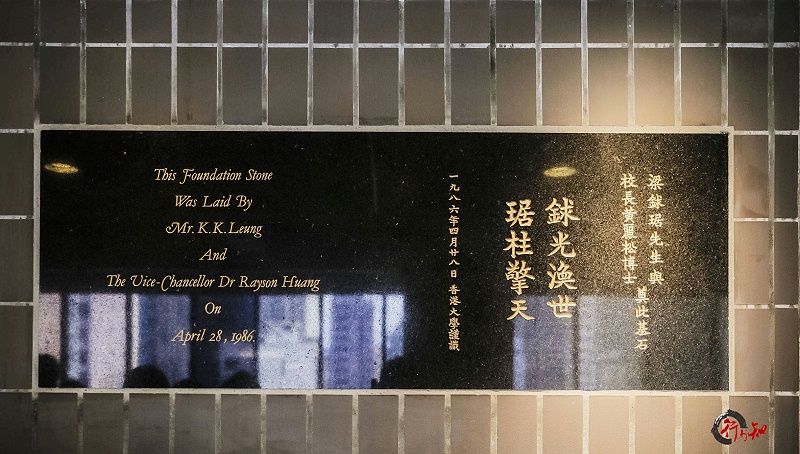 This Foundation Stone
Was Laid By
Mr. K. K. Leung
And
The Vice-Chancellor Dr Rayson Huang
On
April 28, 1986.
梁銶琚先生與
校長黃麗松博士 奠此基石
銶光渙世
琚柱擎天
一九八六年四月廿八日 香港大學謹識
行知